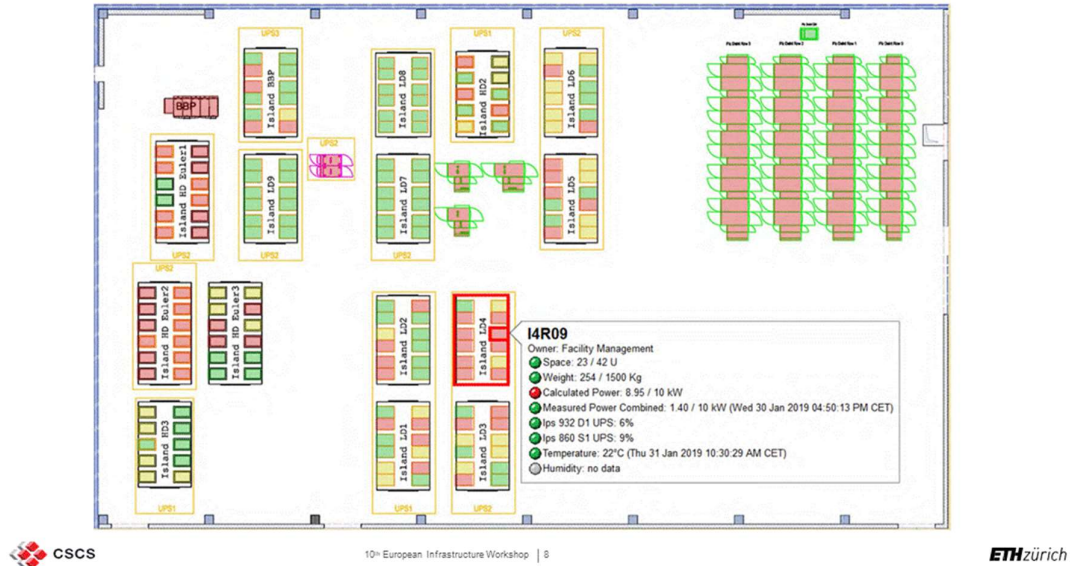 UPS3
UPS1
UPS2
Island BBP
Island LD8
Island HD2
Island LD6
BBP
UPS2
Island HD Euler1
Island LD9
Island LD7
Island LD5
UPS2
UPS2
UPS2
UPS2
Island HD Euler2
Island HD Euler3
Island LD2
Island LD4
I4R09
Owner: Facility Management
Space: 23 / 42 U
Weight: 254 / 1500 Kg
Calculated Power: 8.95 / 10 kW
Measured Power Combined: 1.40 / 10 kW (Wed 30 Jan 2019 04:50:13 PM CET)
Ips 932 D1 UPS: 6%
Ips 860 S1 UPS: 9%
Temperature: 22°C (Thu 31 Jan 2019 10:30:29 AM CET)
Humidity: no data
Island HD3
Island LD1
Island LD3
UPS1
UPS1
UPS2
CSCS
10th European Infrastructure Workshop | 8
ETHzürich